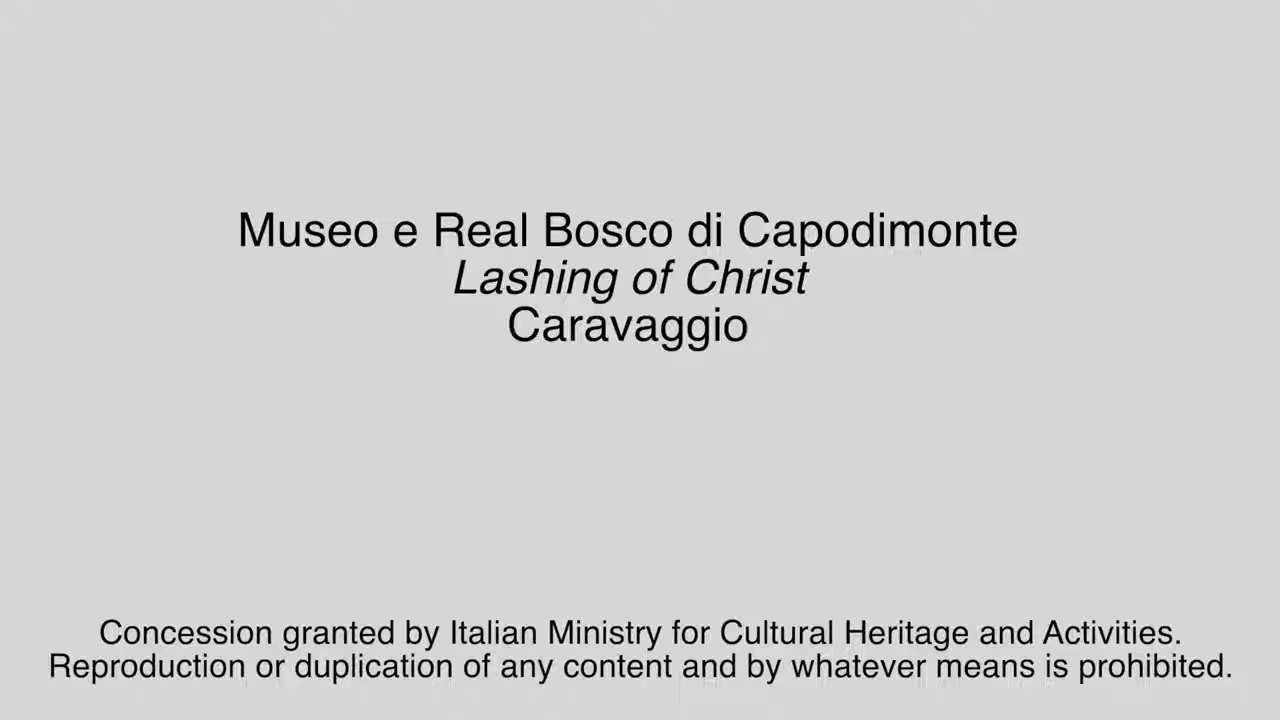 Museo e Real Bosco di Capodimonte
Lashing of Christ
Caravaggio
Concession granted by Italian Ministry for Cultural Heritage and Activities.
Reproduction or duplication of any content and by whatever means is prohibited.